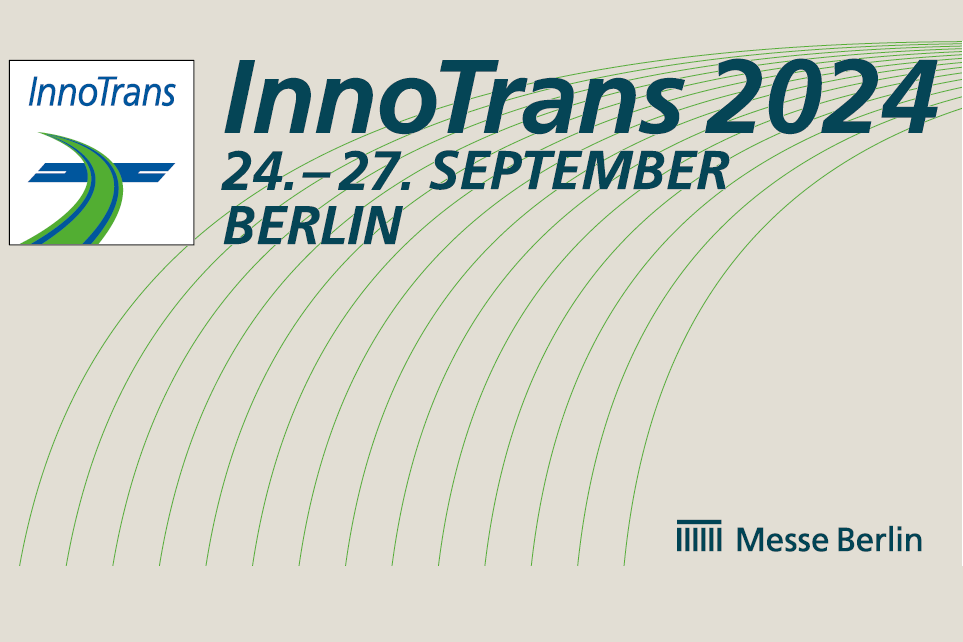 InnoTrans
InnoTrans 2024
24. – 27. SEPTEMBER
BERLIN
Messe Berlin